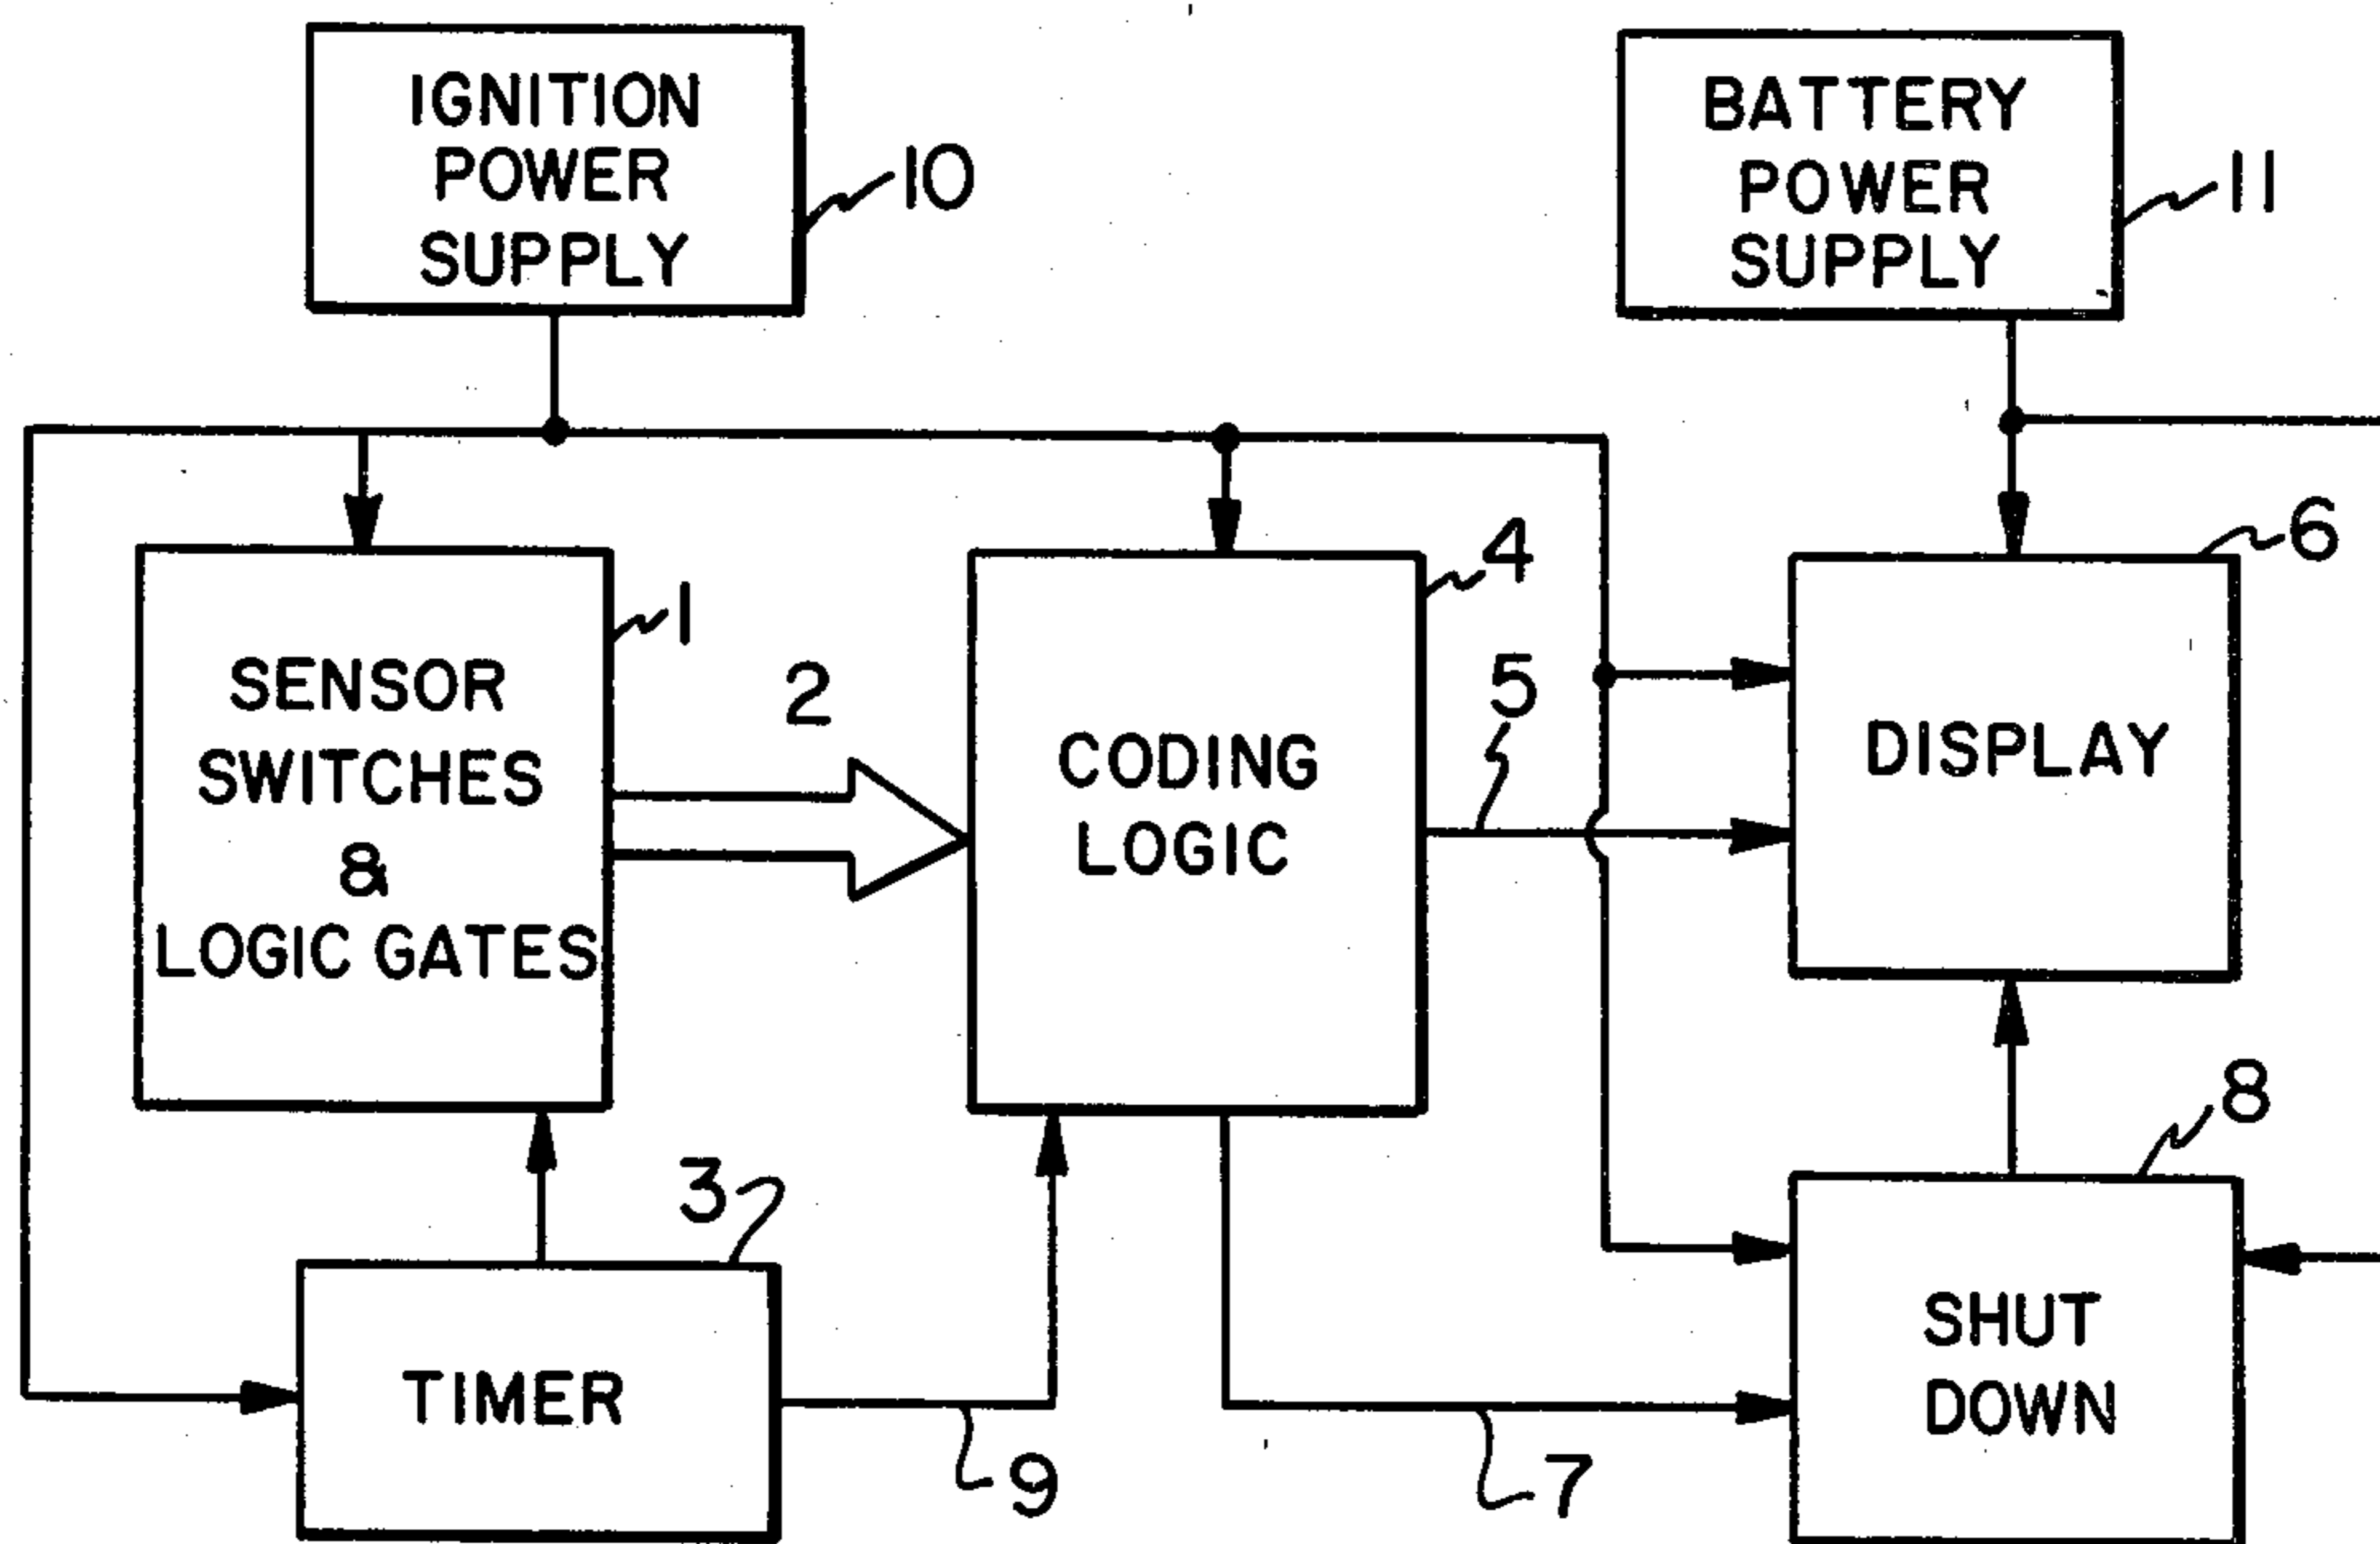 IGNITION
POWER
SUPPLY
10
BATTERY
POWER
SUPPLY
11
SENSOR
SWITCHES
&
LOGIC GATES
1
2
CODING
LOGIC
4
5
DISPLAY
6
TIMER
3
9
7
SHUT
DOWN
8